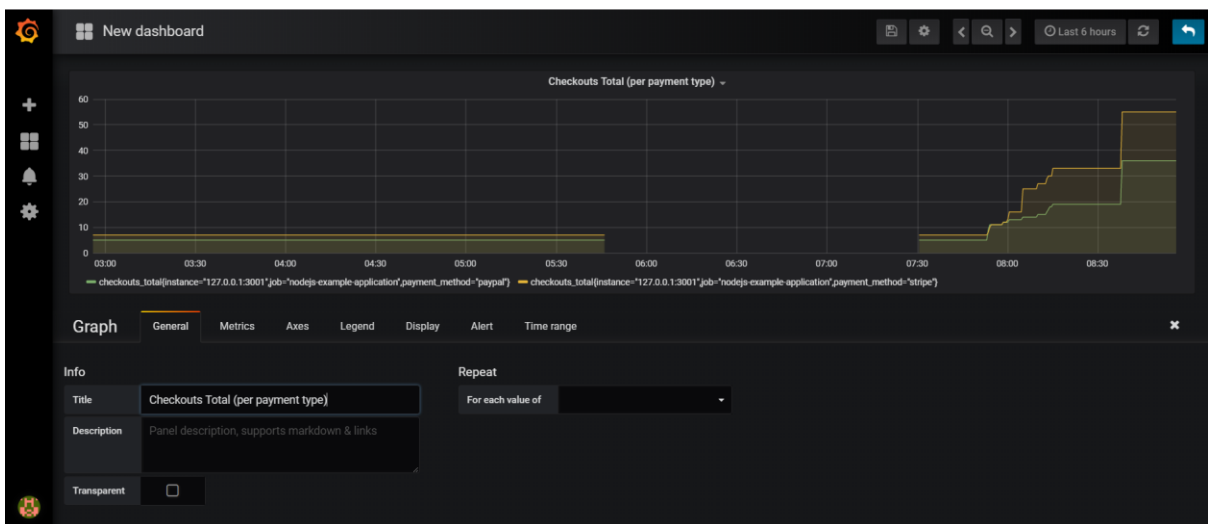 New dashboard
Last 6 hours
Checkouts Total (per payment type)
60
50
40
30
20
10
0
03:00 03:30 04:00 04:30 05:00 05:30 06:00 06:30 07:00 07:30 08:00 08:30
checkouts_total{instance="127.0.0.1:3001",job="nodejs-example-application",payment_method="paypal"} checkouts_total{instance="127.0.0.1:3001",job="nodejs-example-application",payment_method="stripe"}
Graph General Metrics Axes Legend Display Alert Time range
Info Repeat
Title Checkouts Total (per payment type) For each value of
Description Panel description, supports markdown & links
Transparent